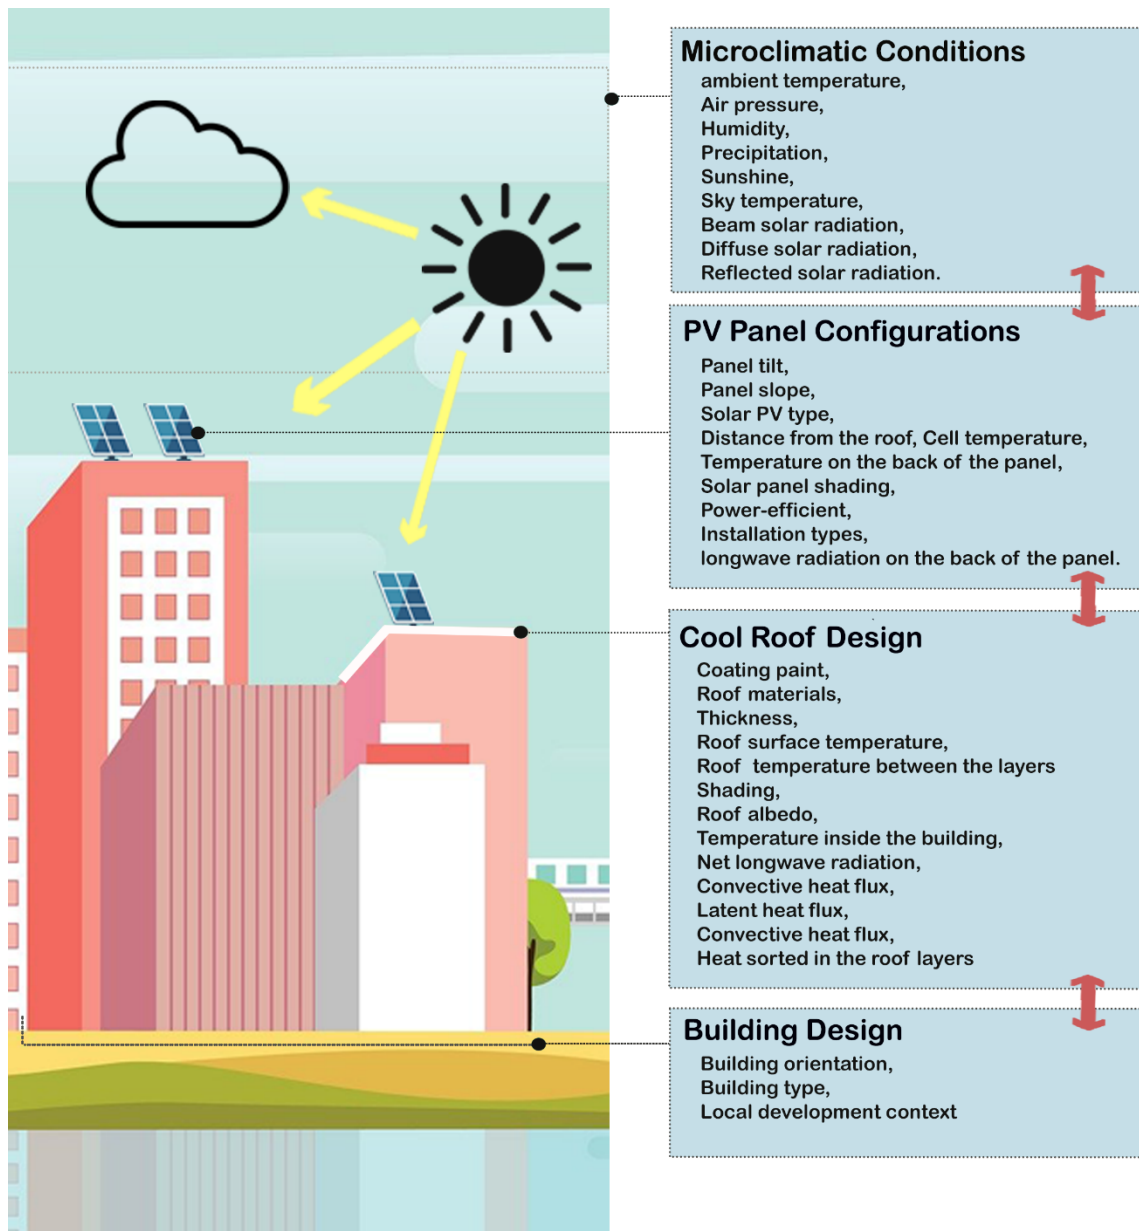 Microclimatic Conditions
ambient temperature,
Air pressure,
Humidity,
Precipitation,
Sunshine,
Sky temperature,
Beam solar radiation,
Diffuse solar radiation,
Reflected solar radiation.
PV Panel Configurations
Panel tilt,
Panel slope,
Solar PV type,
Distance from the roof, Cell temperature,
Temperature on the back of the panel,
Solar panel shading,
Power-efficient,
Installation types,
longwave radiation on the back of the panel.
Cool Roof Design
Coating paint,
Roof materials,
Thickness,
Roof surface temperature,
Roof temperature between the layers
Shading,
Roof albedo,
Temperature inside the building,
Net longwave radiation,
Convective heat flux,
Latent heat flux,
Convective heat flux,
Heat sorted in the roof layers
Building Design
Building orientation,
Building type,
Local development context